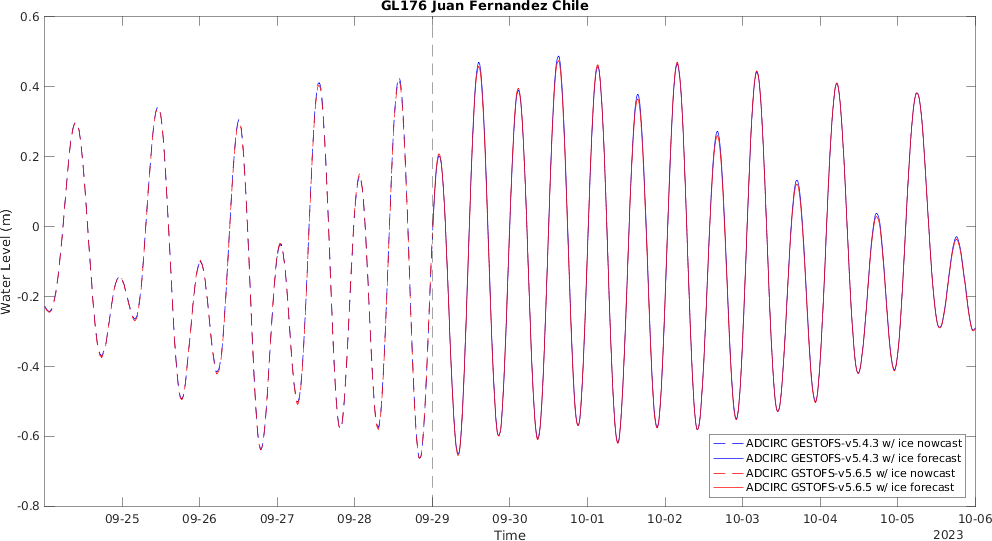 GL176 Juan Fernandez Chile
Water Level (m)
0.6
0.4
0.2
0
-0.2
-0.4
-0.6
-0.8
ADCIRC GESTOFS-v5.4.3 w/ ice nowcast
ADCIRC GESTOFS-v5.4.3 w/ ice forecast
ADCIRC GSTOFS-v5.6.5 w/ ice nowcast
ADCIRC GSTOFS-v5.6.5 w/ ice forecast
09-25 09-26 09-27 09-28 09-29 09-30 10-01 10-02 10-03 10-04 10-05 10-06
Time
2023